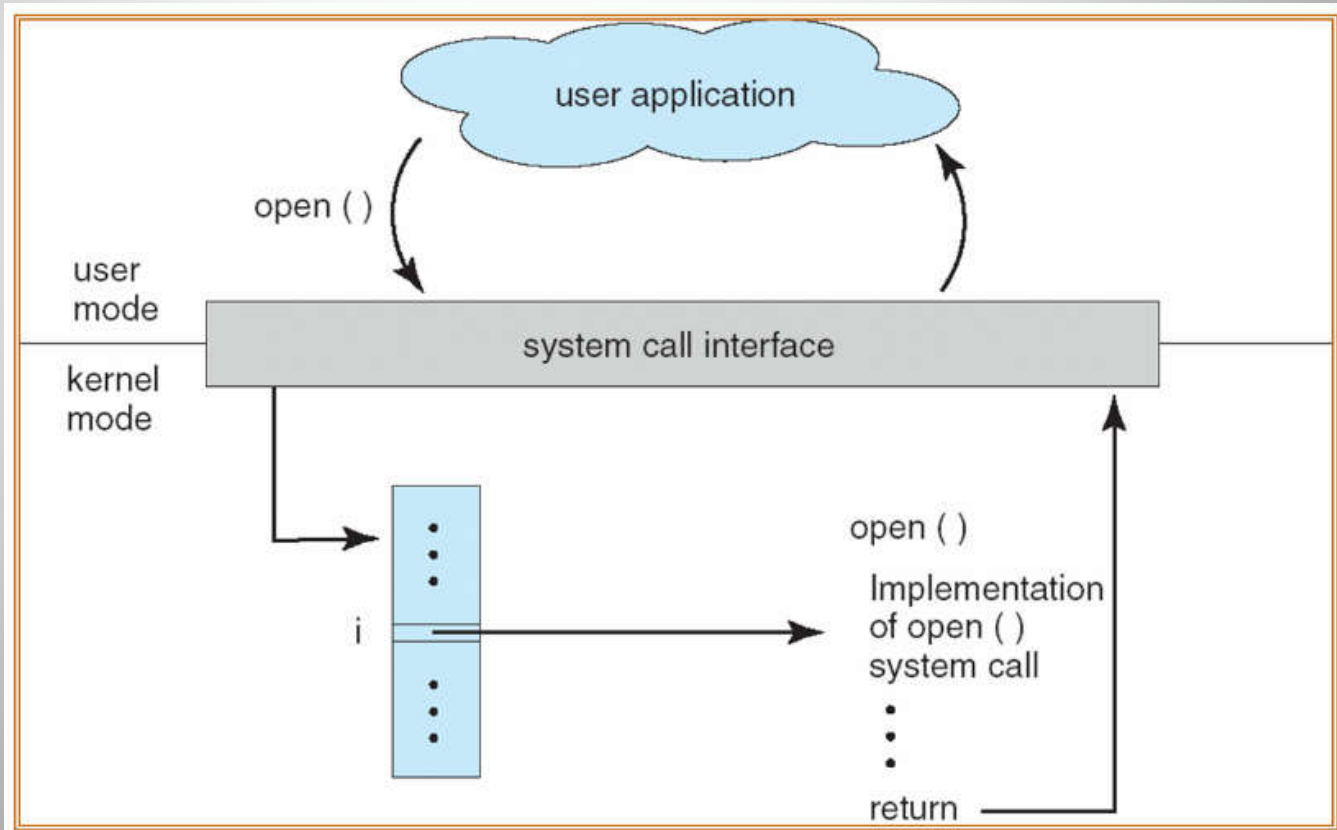 user application
open ( )
user
mode
system call interface
kernel
mode
open ( )
i
Implementation
of open ( )
system call
return